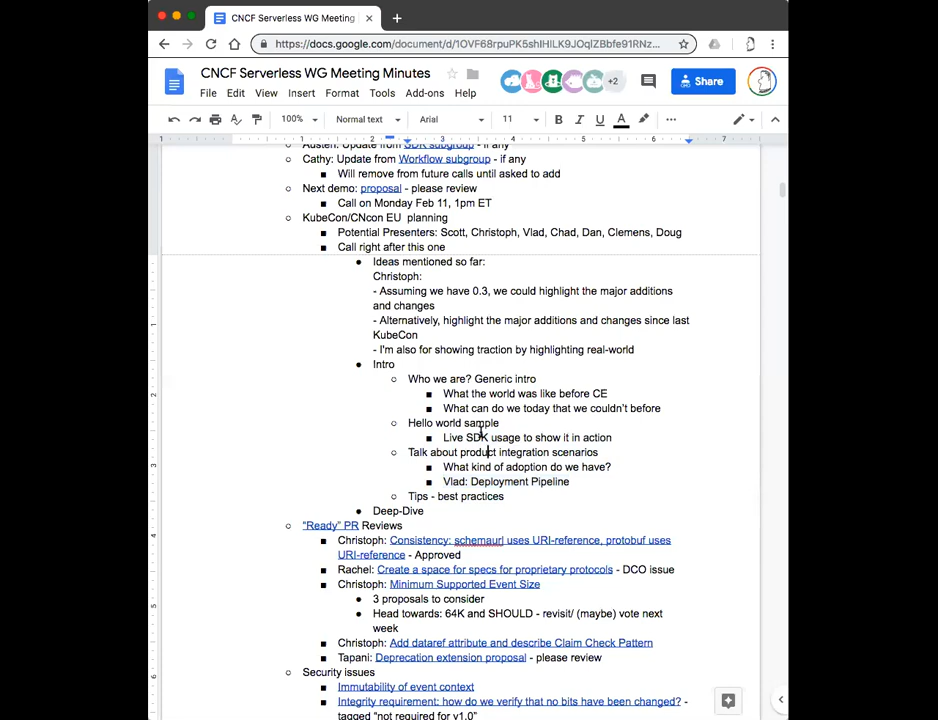 CNCF Serverless WG Meeting
https://docs.google.com/document/d/1OVF68rpuPK5shIHILK9JOqlZBbfe91RNz...
CNCF Serverless WG Meeting Minutes
File Edit View Insert Format Tools Add-ons Help
+2
Share
100% Normal text Arial 11 B I U A
1 2 3 4 5 6 7
Austen: Update from SDK subgroup - if any
Cathy: Update from Workflow subgroup - if any
Will remove from future calls until asked to add
Next demo: proposal - please review
Call on Monday Feb 11, 1pm ET
KubeCon/CNcon EU planning
Potential Presenters: Scott, Christoph, Vlad, Chad, Dan, Clemens, Doug
Call right after this one
Ideas mentioned so far:
Christoph:
- Assuming we have 0.3, we could highlight the major additions
and changes
- Alternatively, highlight the major additions and changes since last
KubeCon
- I'm also for showing traction by highlighting real-world
Intro
Who we are? Generic intro
What the world was like before CE
What can do we today that we couldn't before
Hello world sample
Live SDK usage to show it in action
Talk about product integration scenarios
What kind of adoption do we have?
Vlad: Deployment Pipeline
Tips - best practices
Deep-Dive
"Ready" PR Reviews
Christoph: Consistency: schemaurl uses URI-reference, protobuf uses
URI-reference - Approved
Rachel: Create a space for specs for proprietary protocols - DCO issue
Christoph: Minimum Supported Event Size
3 proposals to consider
Head towards: 64K and SHOULD - revisit/ (maybe) vote next
week
Christoph: Add dataref attribute and describe Claim Check Pattern
Tapani: Deprecation extension proposal - please review
Security issues
Immutability of event context
Integrity requirement: how do we verify that no bits have been changed? -
tagged "not required for v1.0"